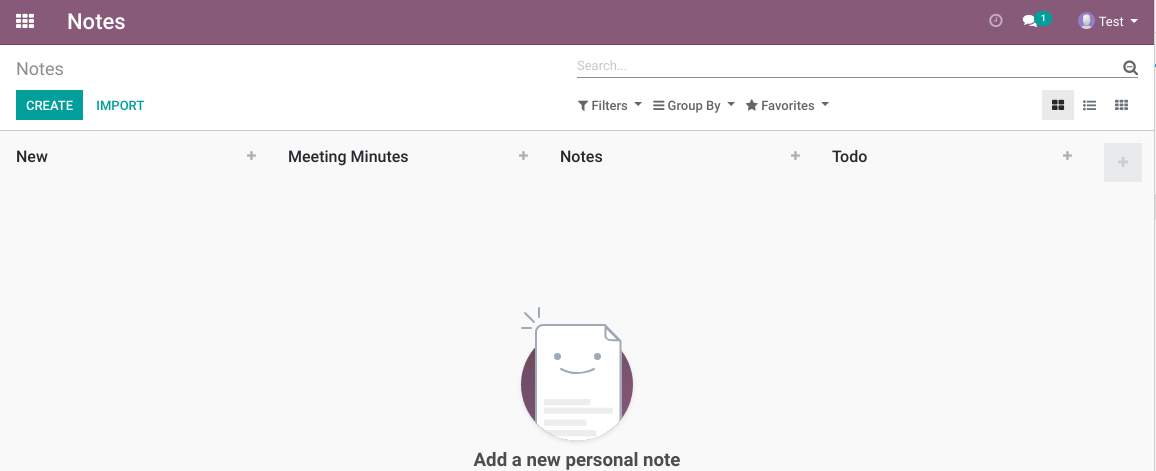 Notes
1
Test
Notes
Search...
CREATE IMPORT
Filters Group By Favorites
New Meeting Minutes Notes Todo
Add a new personal note